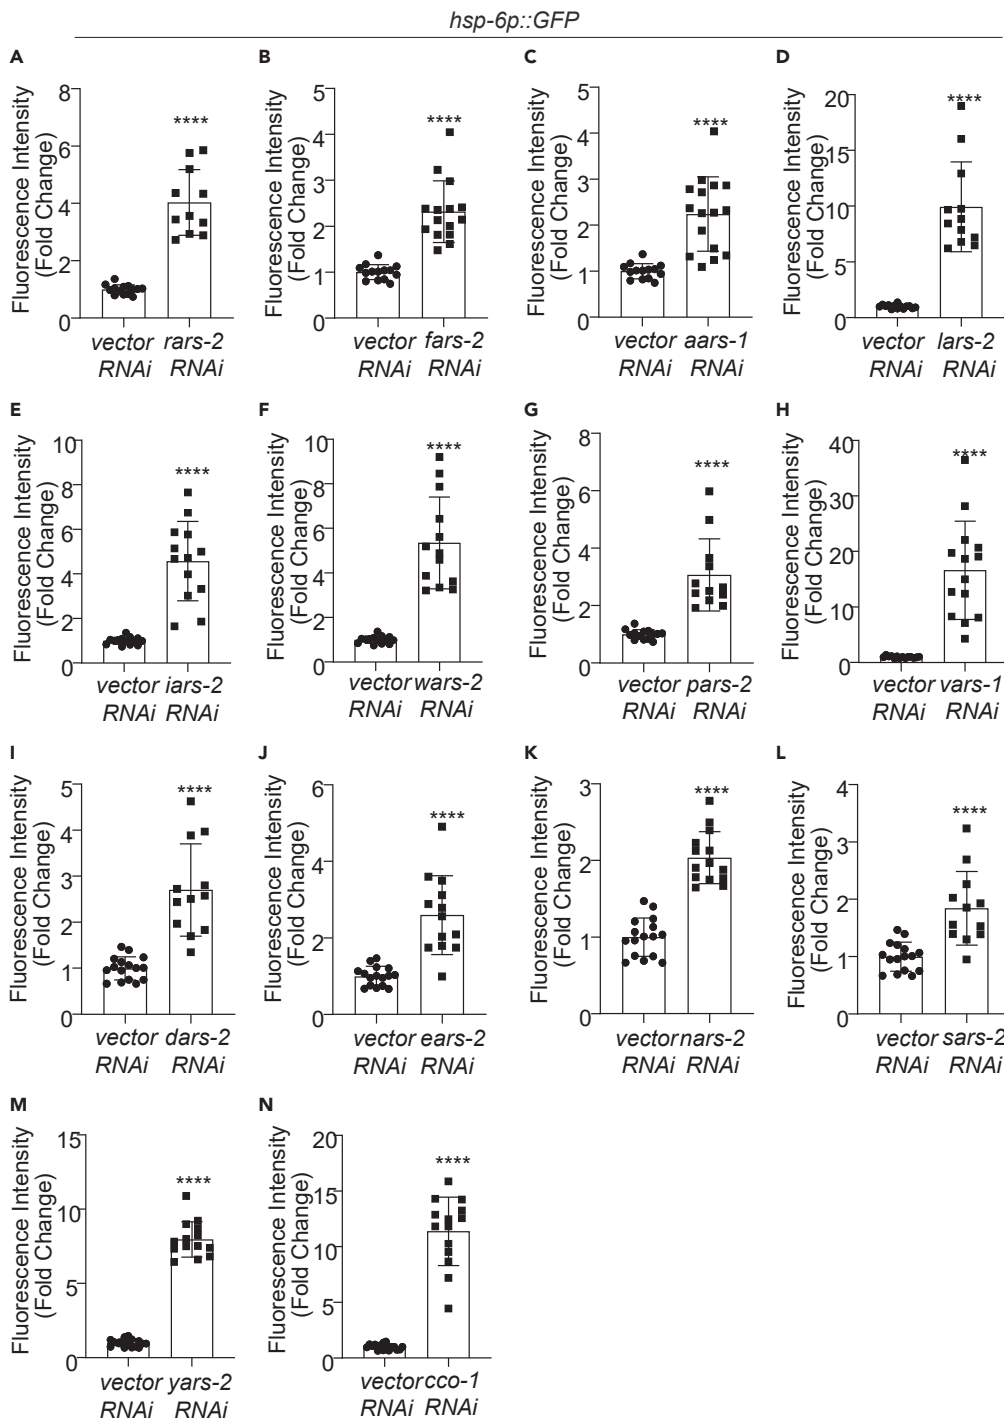 hsp-6p::GFP
A
Fluorescence Intensity
(Fold Change)
8
6
4
2
0
****
vector rars-2
RNAi RNAi
B
Fluorescence Intensity
(Fold Change)
5
4
3
2
1
0
****
vector fars-2
RNAi RNAi
C
Fluorescence Intensity
(Fold Change)
5
4
3
2
1
0
****
vector aars-1
RNAi RNAi
D
Fluorescence Intensity
(Fold Change)
20
15
10
5
0
****
vector lars-2
RNAi RNAi
E
Fluorescence Intensity
(Fold Change)
10
8
6
4
2
0
****
vector iars-2
RNAi RNAi
F
Fluorescence Intensity
(Fold Change)
10
8
6
4
2
0
****
vector wars-2
RNAi RNAi
G
Fluorescence Intensity
(Fold Change)
8
6
4
2
0
****
vector pars-2
RNAi RNAi
H
Fluorescence Intensity
(Fold Change)
40
30
20
10
0
****
vector vars-1
RNAi RNAi
I
Fluorescence Intensity
(Fold Change)
5
4
3
2
1
0
****
vector dars-2
RNAi RNAi
J
Fluorescence Intensity
(Fold Change)
6
4
2
0
****
vector ears-2
RNAi RNAi
K
Fluorescence Intensity
(Fold Change)
3
2
1
0
****
vector nars-2
RNAi RNAi
L
Fluorescence Intensity
(Fold Change)
4
3
2
1
0
****
vector sars-2
RNAi RNAi
M
Fluorescence Intensity
(Fold Change)
15
10
5
0
****
vector yars-2
RNAi RNAi
N
Fluorescence Intensity
(Fold Change)
20
15
10
5
0
****
vector cco-1
RNAi RNAi